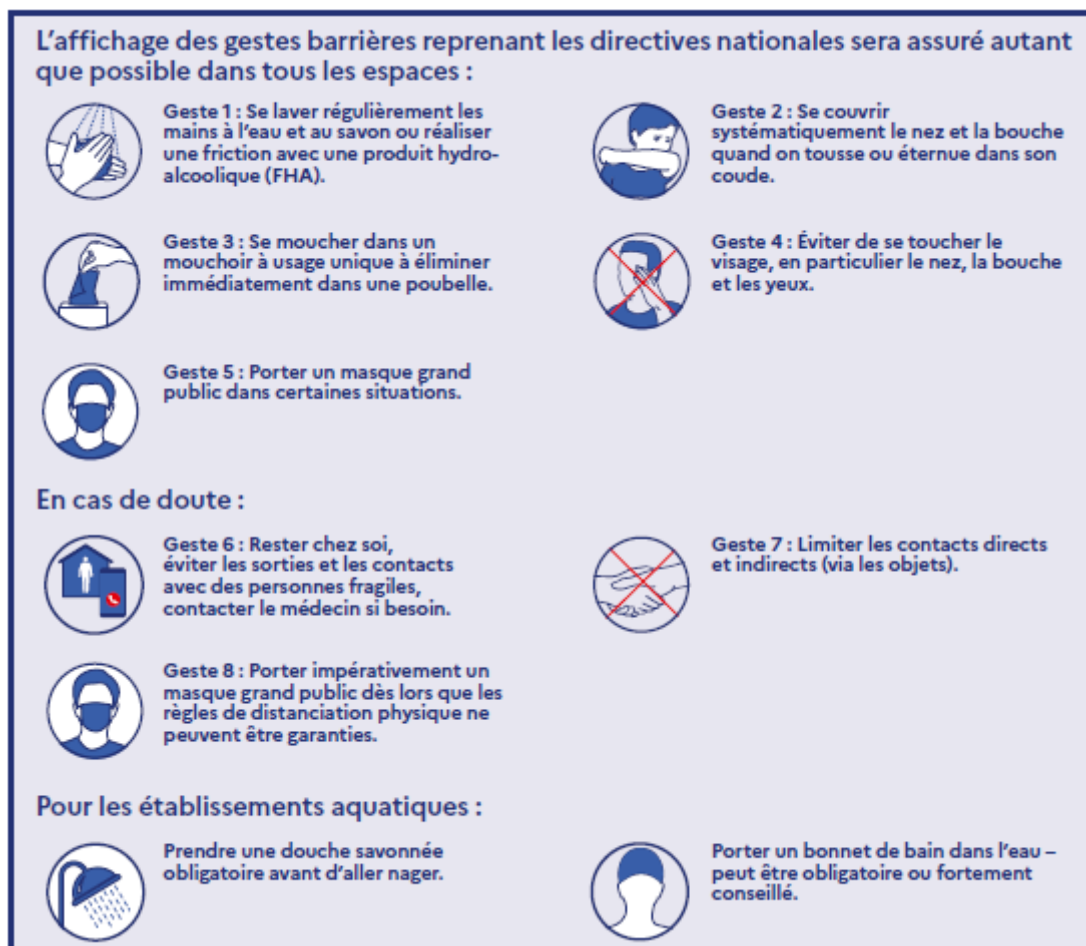 L'affichage des gestes barrières reprenant les directives nationales sera assuré autant
que possible dans tous les espaces :
Geste 1 : Se laver régulièrement les
mains à l'eau et au savon ou réaliser
une friction avec une produit hydro-
alcoolique (FHA).
Geste 2 : Se couvrir
systématiquement le nez et la bouche
quand on tousse ou éternue dans son
coude.
Geste 3 : Se moucher dans un
mouchoir à usage unique à éliminer
immédiatement dans une poubelle.
Geste 4 : Éviter de se toucher le
visage, en particulier le nez, la bouche
et les yeux.
Geste 5 : Porter un masque grand
public dans certaines situations.
En cas de doute :
Geste 6 : Rester chez soi,
éviter les sorties et les contacts
avec des personnes fragiles,
contacter le médecin si besoin.
Geste 7 : Limiter les contacts directs
et indirects (via les objets).
Geste 8 : Porter impérativement un
masque grand public dès lors que les
règles de distanciation physique ne
peuvent être garanties.
Pour les établissements aquatiques :
Prendre une douche savonnée
obligatoire avant d'aller nager.
Porter un bonnet de bain dans l'eau –
peut être obligatoire ou fortement
conseillé.